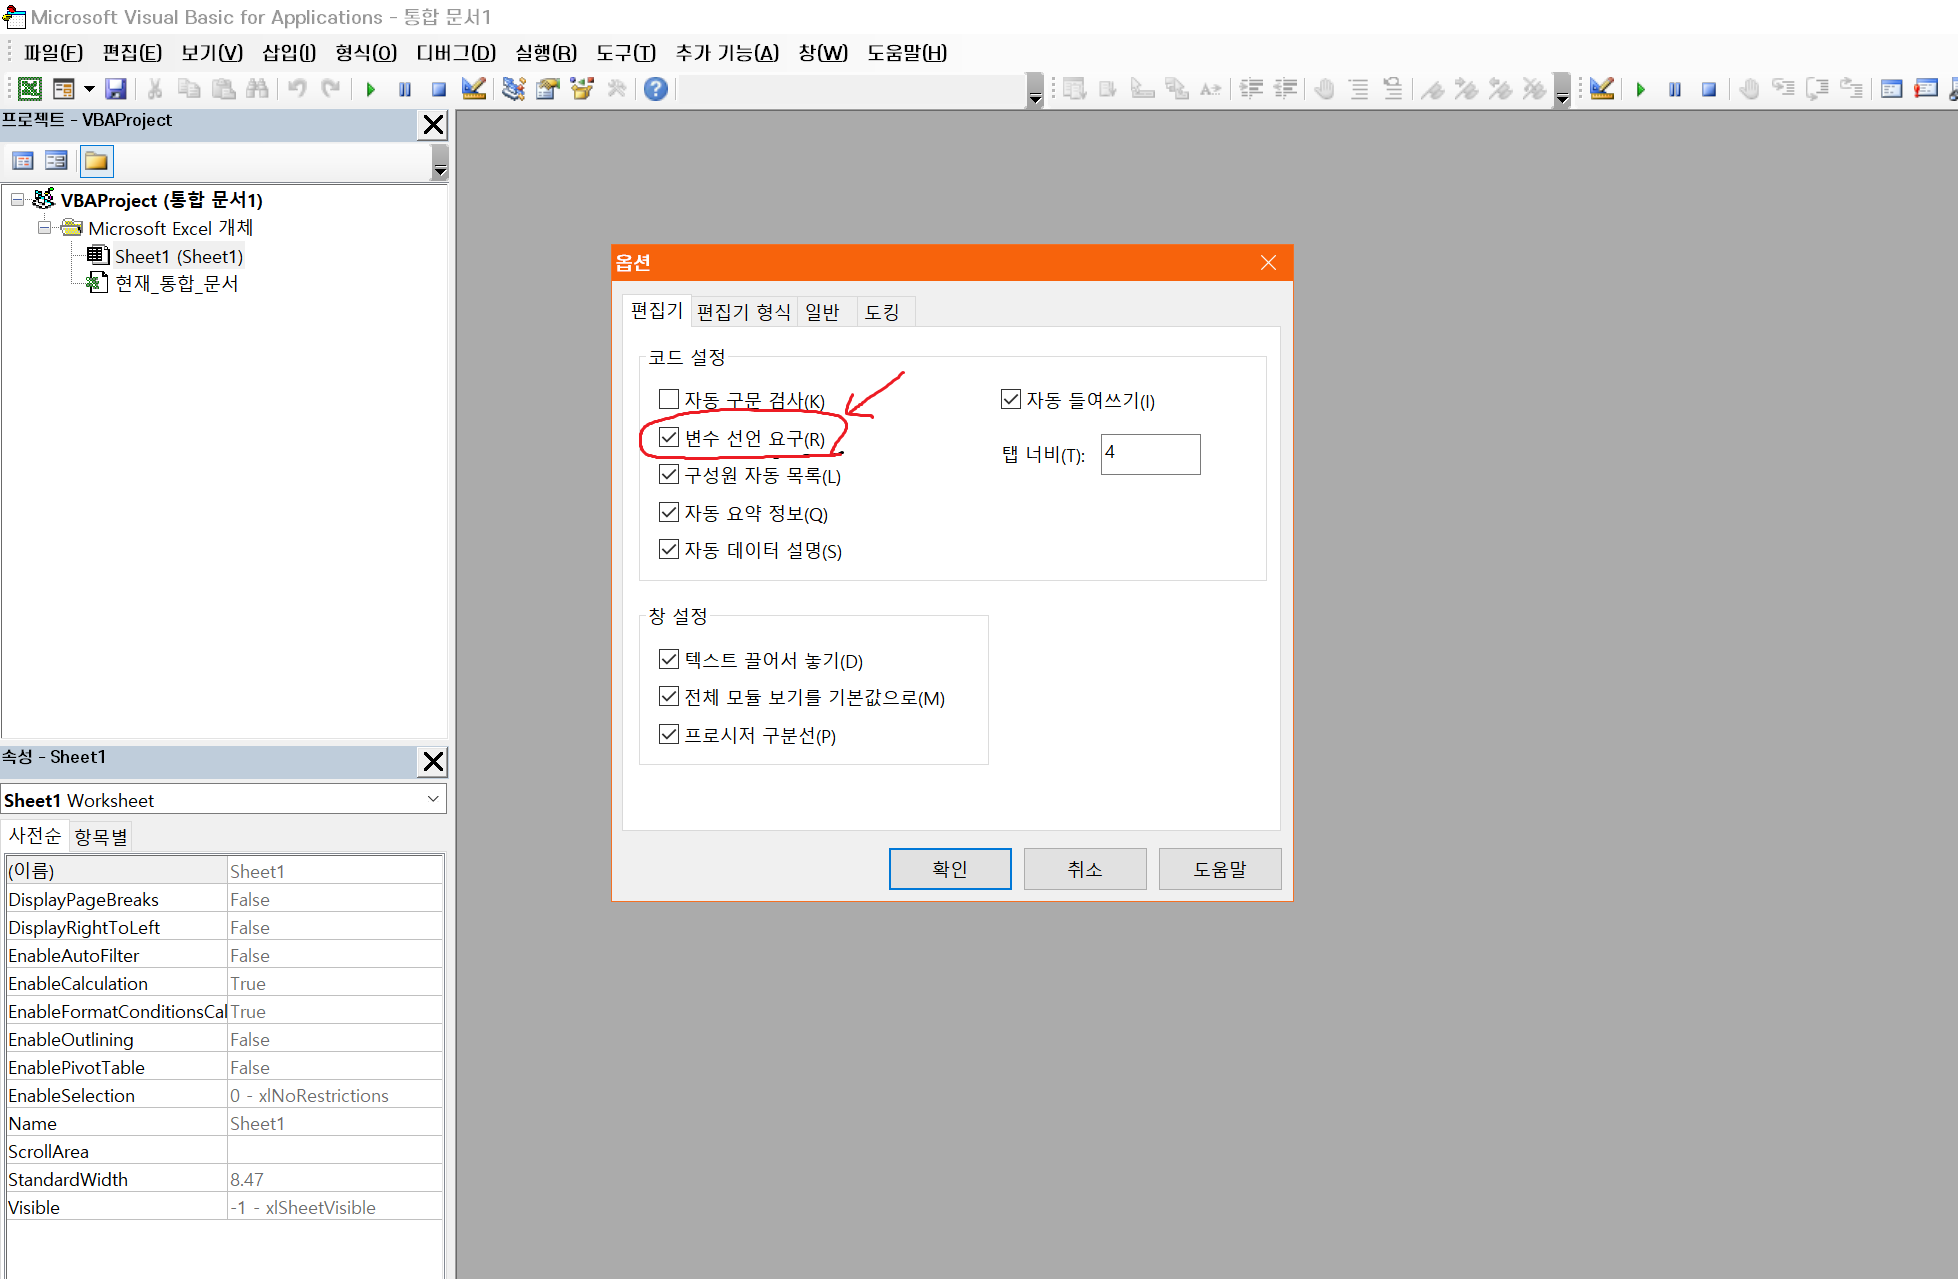 Microsoft Visual Basic for Applications - 통합 문서1
파일(F) 편집(E) 보기(V) 삽입(I) 형식(O) 디버그(D) 실행(R) 도구(T) 추가 기능(A) 창(W) 도움말(H)
프로젝트 - VBAProject
VBAProject (통합 문서1)
Microsoft Excel 개체
Sheet1 (Sheet1)
현재_통합_문서
속성 - Sheet1
Sheet1 Worksheet
사전순 항목별
(이름) Sheet1
DisplayPageBreaks False
DisplayRightToLeft False
EnableAutoFilter False
EnableCalculation True
EnableFormatConditionsCal True
EnableOutlining False
EnablePivotTable False
EnableSelection 0 - xlNoRestrictions
Name Sheet1
ScrollArea
StandardWidth 8.47
Visible -1 - xlSheetVisible
옵션
편집기 편집기 형식 일반 도킹
코드 설정
자동 구문 검사(K)
변수 선언 요구(R)
구성원 자동 목록(L)
자동 요약 정보(Q)
자동 데이터 설명(S)
자동 들여쓰기(I)
탭 너비(T): 4
창 설정
텍스트 끌어서 놓기(D)
전체 모듈 보기를 기본값으로(M)
프로시저 구분선(P)
확인 취소 도움말